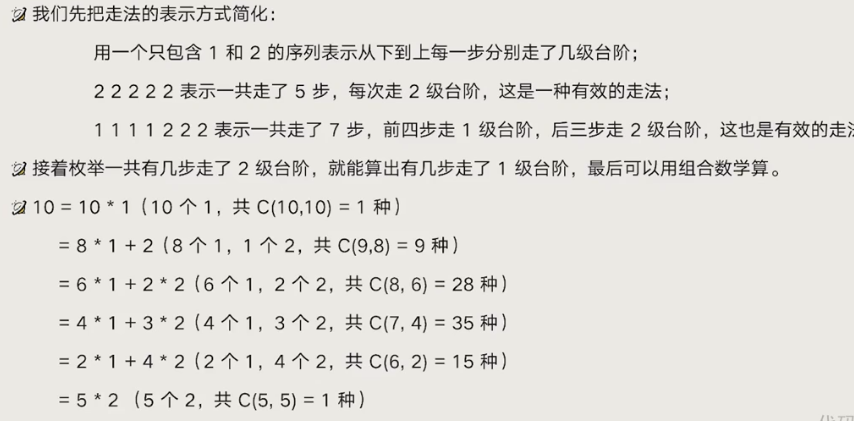 我们先把走法的表示方式简化：
用一个只包含 1 和 2 的序列表示从下到上每一步分别走了几级台阶；
2 2 2 2 2 表示一共走了 5 步，每次走 2 级台阶，这是一种有效的走法；
1 1 1 1 2 2 2 表示一共走了 7 步，前四步走 1 级台阶，后三步走 2 级台阶，这也是有效的走法
接着枚举一共有几步走了 2 级台阶，就能算出有几步走了 1 级台阶，最后可以用组合数学算。
10 = 10 * 1（10 个 1，共 C(10,10) = 1 种）
= 8 * 1 + 2（8 个 1，1 个 2，共 C(9,8) = 9 种）
= 6 * 1 + 2 * 2（6 个 1，2 个 2，共 C(8, 6) = 28 种）
= 4 * 1 + 3 * 2（4 个 1，3 个 2，共 C(7, 4) = 35 种）
= 2 * 1 + 4 * 2（2 个 1，4 个 2，共 C(6, 2) = 15 种）
= 5 * 2 （5 个 2，共 C(5, 5) = 1 种）